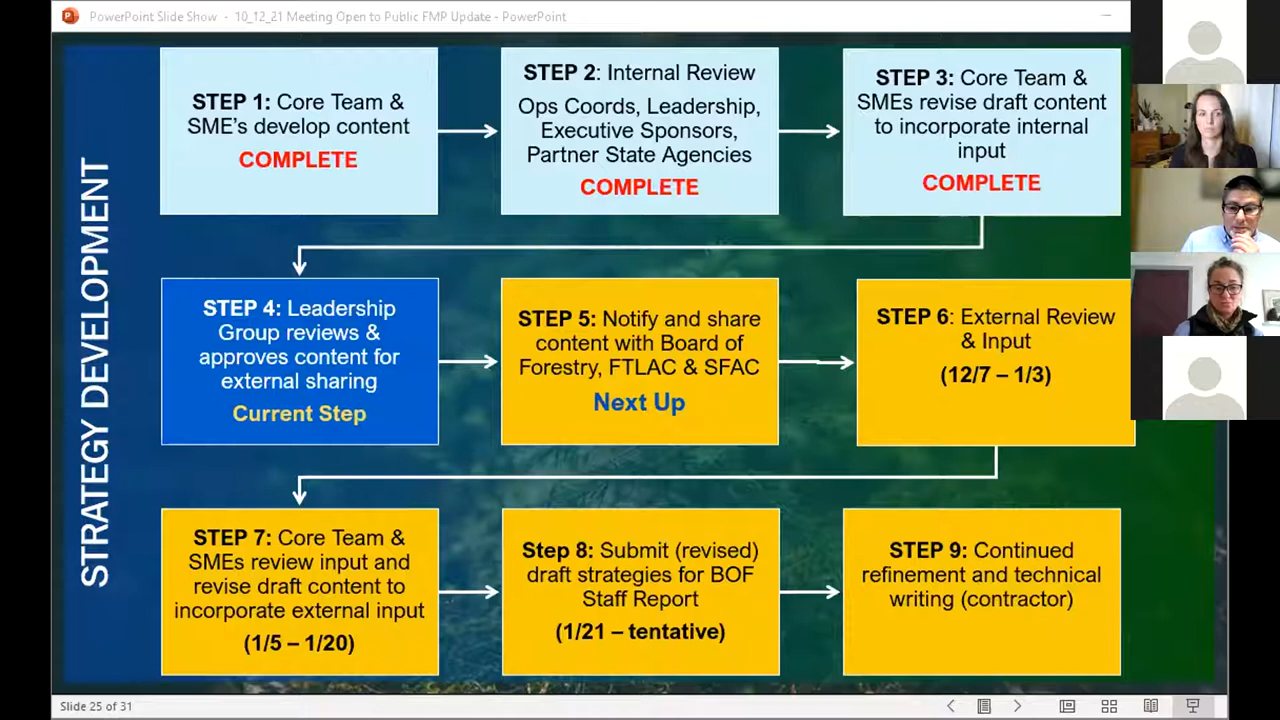 PowerPoint Slide Show - 10_12_21 Meeting Open to Public FMP Update - PowerPoint
STRATEGY DEVELOPMENT
STEP 1: Core Team &
SME's develop content
COMPLETE
STEP 2: Internal Review
Ops Coords, Leadership,
Executive Sponsors,
Partner State Agencies
COMPLETE
STEP 3: Core Team &
SMEs revise draft content
to incorporate internal
input
COMPLETE
STEP 4: Leadership
Group reviews &
approves content for
external sharing
Current Step
STEP 5: Notify and share
content with Board of
Forestry, FTLAC & SFAC
Next Up
STEP 6: External Review
& Input
(12/7 – 1/3)
STEP 7: Core Team &
SMEs review input and
revise draft content to
incorporate external input
(1/5 – 1/20)
Step 8: Submit (revised)
draft strategies for BOF
Staff Report
(1/21 – tentative)
STEP 9: Continued
refinement and technical
writing (contractor)
Slide 25 of 31